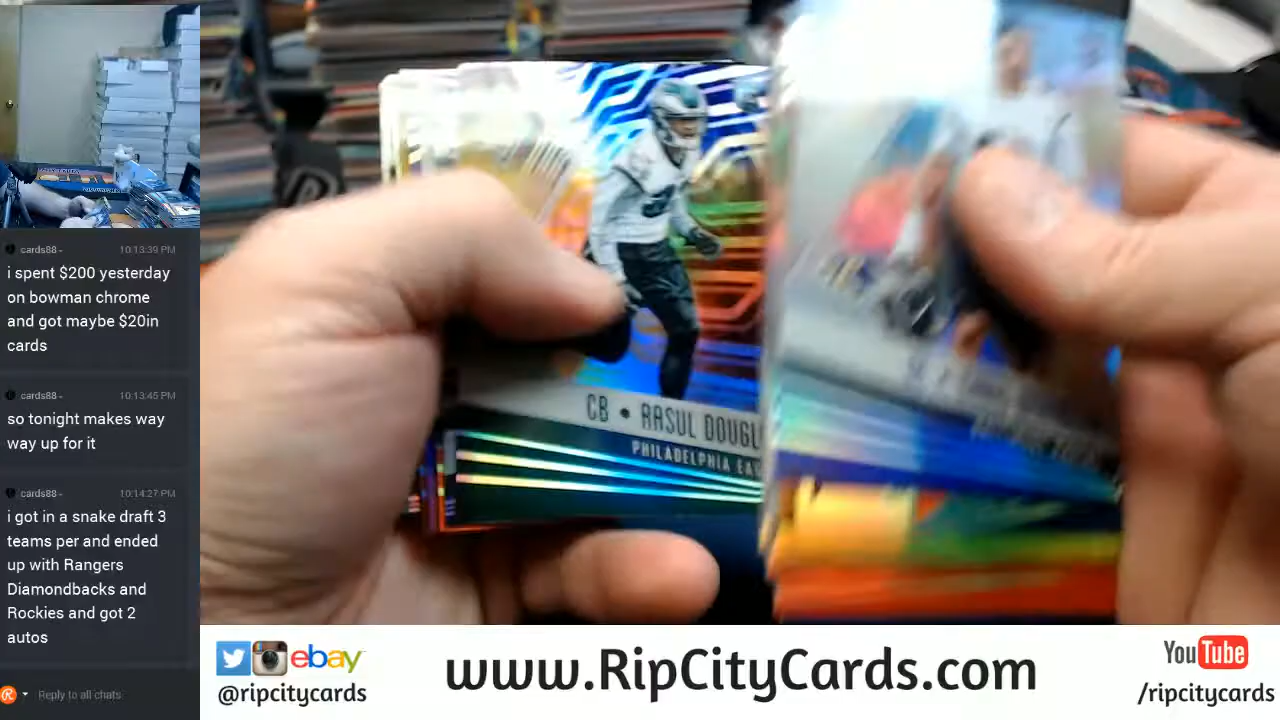 cards88- 10:13:39 PM
i spent $200 yesterday
on bowman chrome
and got maybe $20in
cards
cards88- 10:13:45 PM
so tonight makes way
way up for it
cards88- 10:14:27 PM
i got in a snake draft 3
teams per and ended
up with Rangers
Diamondbacks and
Rockies and got 2
autos
Reply to all chats
CB • RASUL DOUGL
PHILADELPHIA EA
ebay
@ripcitycards
www.RipCityCards.com
YouTube
/ripcitycards